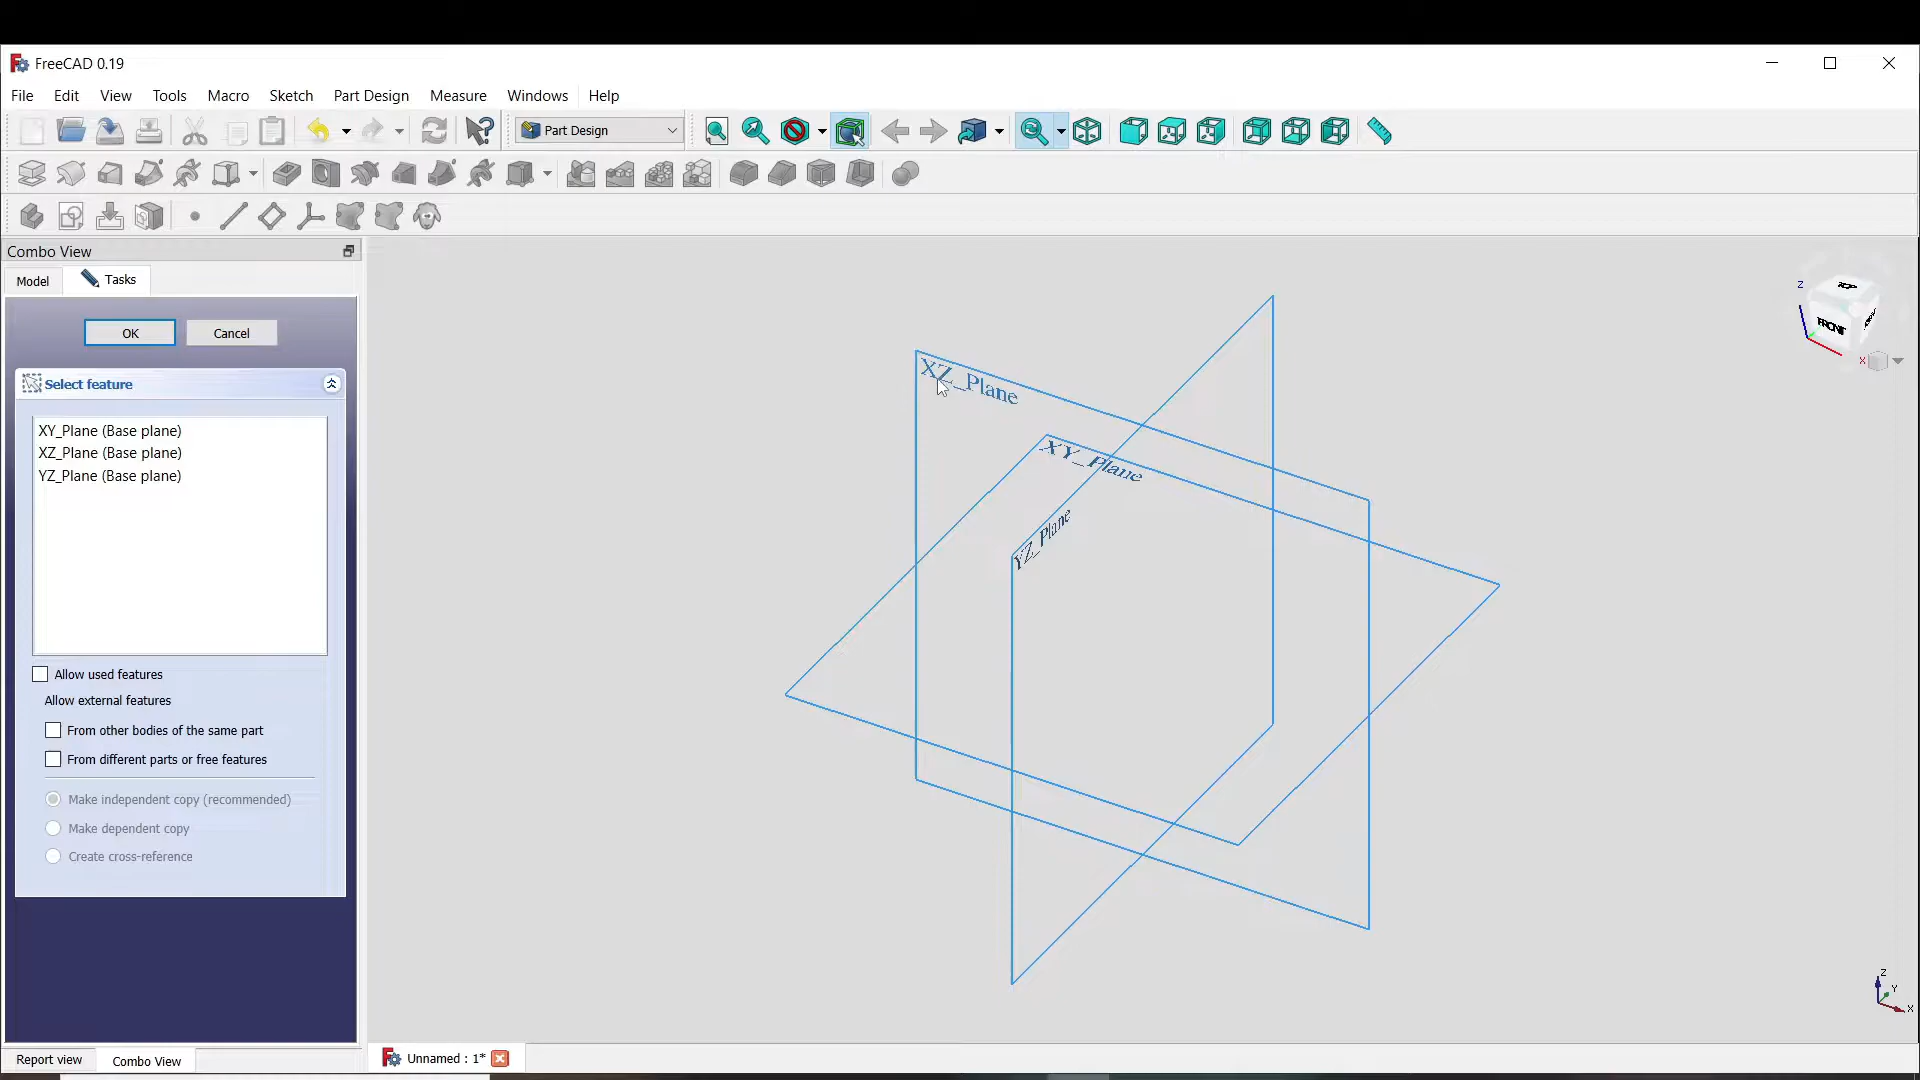 FreeCAD 0.19
File Edit View Tools Macro Sketch Part Design Measure Windows Help
Part Design
Combo View
Model Tasks
OK Cancel
Select feature
XY_Plane (Base plane)
XZ_Plane (Base plane)
YZ_Plane (Base plane)
Allow used features
Allow external features
From other bodies of the same part
From different parts or free features
Make independent copy (recommended)
Make dependent copy
Create cross-reference
Report view Combo View
XZ_Plane
XY_Plane
YZ_Plane
Z
TOP
FRONT
X
Z
Y
X
Unnamed : 1*